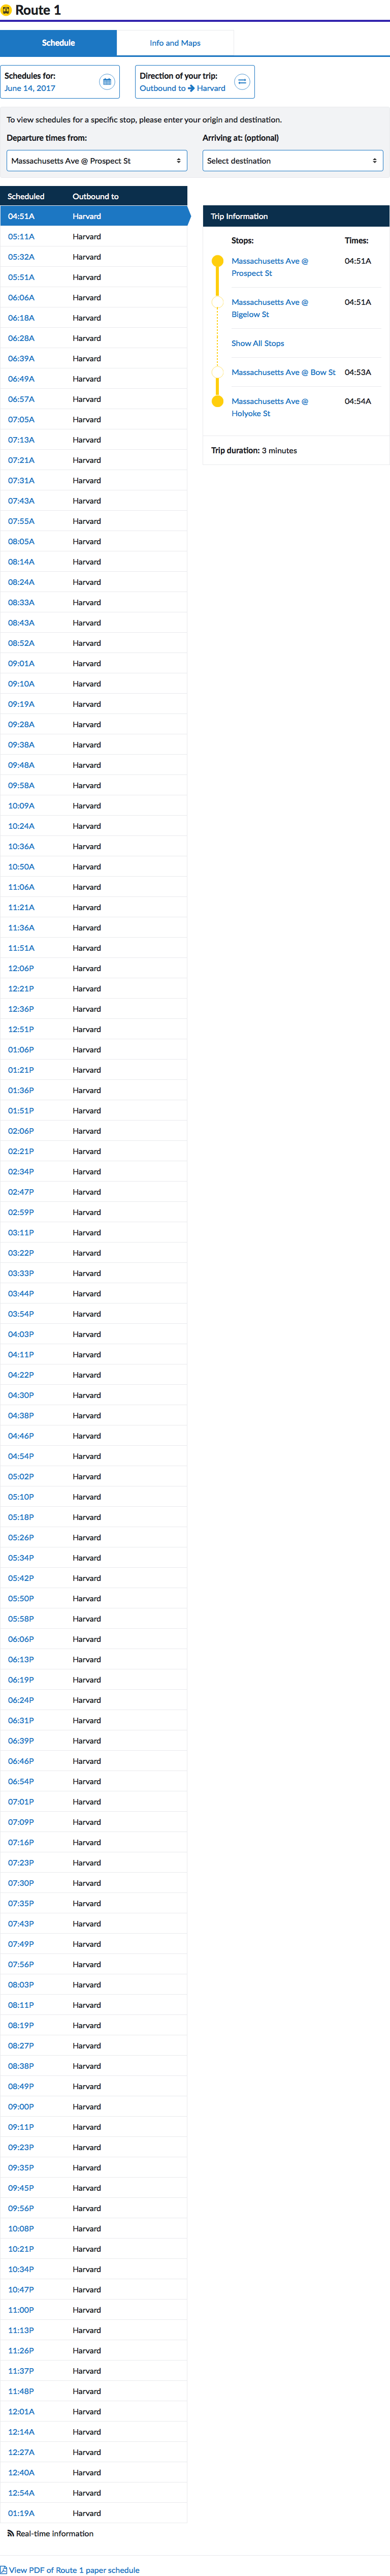 Route 1
Schedule
Info and Maps
Schedules for:
June 14, 2017
Direction of your trip:
Outbound to → Harvard
To view schedules for a specific stop, please enter your origin and destination.
Departure times from:
Massachusetts Ave @ Prospect St
Arriving at: (optional)
Select destination
Scheduled Outbound to
04:51A Harvard
05:11A Harvard
05:32A Harvard
05:51A Harvard
06:06A Harvard
06:18A Harvard
06:28A Harvard
06:39A Harvard
06:49A Harvard
06:57A Harvard
07:05A Harvard
07:13A Harvard
07:21A Harvard
07:31A Harvard
07:43A Harvard
07:55A Harvard
08:05A Harvard
08:14A Harvard
08:24A Harvard
08:33A Harvard
08:43A Harvard
08:52A Harvard
09:01A Harvard
09:10A Harvard
09:19A Harvard
09:28A Harvard
09:38A Harvard
09:48A Harvard
09:58A Harvard
10:09A Harvard
10:24A Harvard
10:36A Harvard
10:50A Harvard
11:06A Harvard
11:21A Harvard
11:36A Harvard
11:51A Harvard
12:06P Harvard
12:21P Harvard
12:36P Harvard
12:51P Harvard
01:06P Harvard
01:21P Harvard
01:36P Harvard
01:51P Harvard
02:06P Harvard
02:21P Harvard
02:34P Harvard
02:47P Harvard
02:59P Harvard
03:11P Harvard
03:22P Harvard
03:33P Harvard
03:44P Harvard
03:54P Harvard
04:03P Harvard
04:11P Harvard
04:22P Harvard
04:30P Harvard
04:38P Harvard
04:46P Harvard
04:54P Harvard
05:02P Harvard
05:10P Harvard
05:18P Harvard
05:26P Harvard
05:34P Harvard
05:42P Harvard
05:50P Harvard
05:58P Harvard
06:06P Harvard
06:13P Harvard
06:19P Harvard
06:24P Harvard
06:31P Harvard
06:39P Harvard
06:46P Harvard
06:54P Harvard
07:01P Harvard
07:09P Harvard
07:16P Harvard
07:23P Harvard
07:30P Harvard
07:35P Harvard
07:43P Harvard
07:49P Harvard
07:56P Harvard
08:03P Harvard
08:11P Harvard
08:19P Harvard
08:27P Harvard
08:38P Harvard
08:49P Harvard
09:00P Harvard
09:11P Harvard
09:23P Harvard
09:35P Harvard
09:45P Harvard
09:56P Harvard
10:08P Harvard
10:21P Harvard
10:34P Harvard
10:47P Harvard
11:00P Harvard
11:13P Harvard
11:26P Harvard
11:37P Harvard
11:48P Harvard
12:01A Harvard
12:14A Harvard
12:27A Harvard
12:40A Harvard
12:54A Harvard
01:19A Harvard
Real-time information
View PDF of Route 1 paper schedule
Trip Information
Stops: Times:
Massachusetts Ave @ 04:51A
Prospect St
Massachusetts Ave @ 04:51A
Bigelow St
Show All Stops
Massachusetts Ave @ Bow St 04:53A
Massachusetts Ave @ 04:54A
Holyoke St
Trip duration: 3 minutes